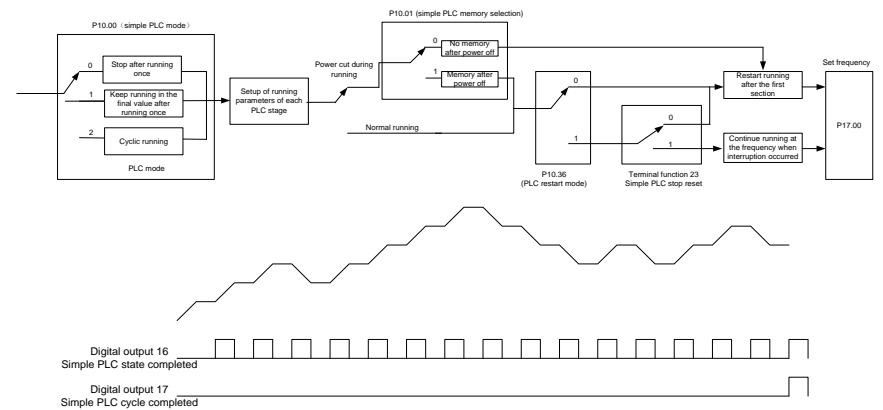 P10.00 (simple PLC mode)
0
Stop after running
once
1
Keep running in the
final value after
running once
2
Cyclic running
PLC mode
Setup of running
parameters of each
PLC stage
Power cut during
running
P10.01 (simple PLC memory selection)
0
No memory
after power off
1
Memory after
power off
Normal running
0
1
P10.36
(PLC restart mode)
0
1
Terminal function 23
Simple PLC stop reset
Restart running
after the first
section
Continue running at
the frequency when
interruption occurred
Set frequency
P17.00
Digital output 16
Simple PLC state completed
Digital output 17
Simple PLC cycle completed